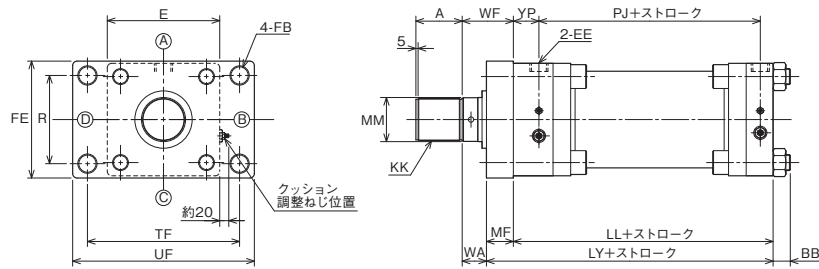 E
4-FB
A
FE
R
D
B
C
クッション
調整ねじ位置
約20
TF
UF
A
WF
YP
PJ+ストローク
5
2-EE
MM
KK
MF
LL+ストローク
WA
LY+ストローク
BB